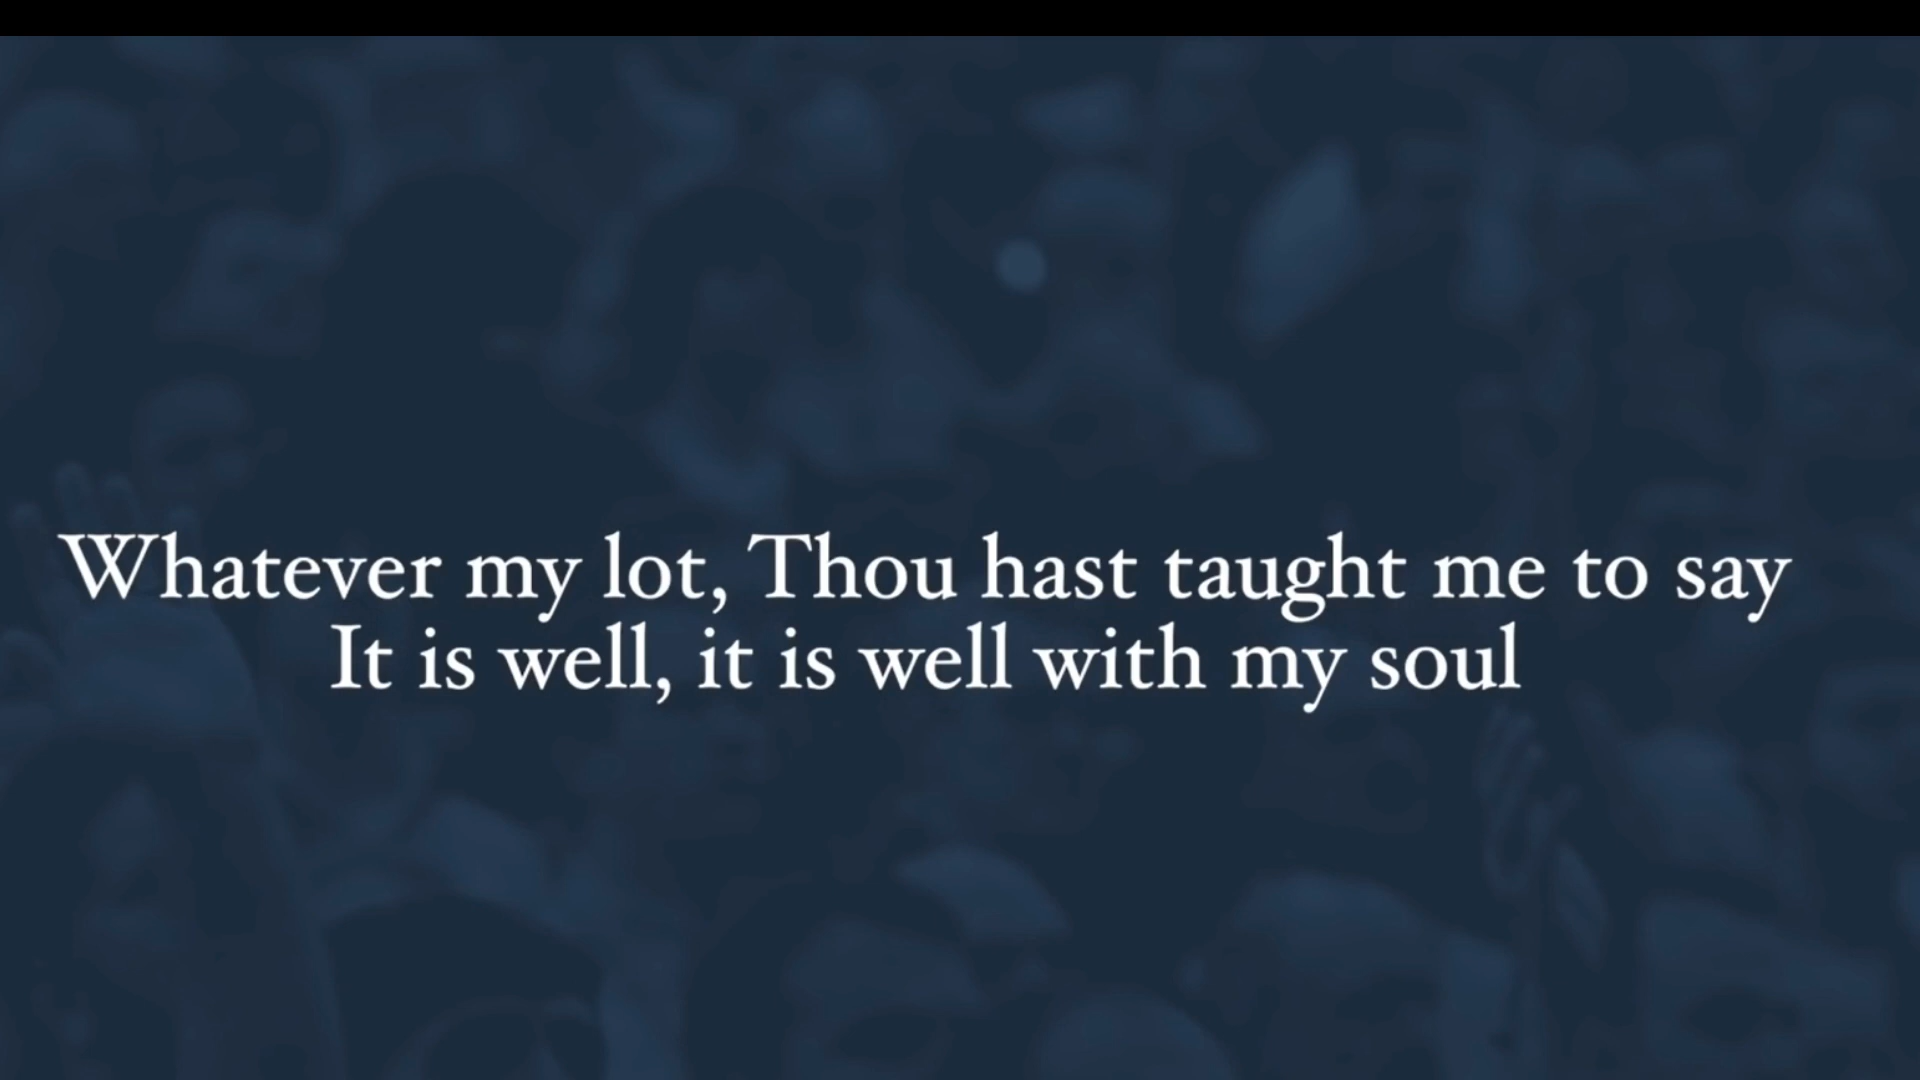 Whatever my lot, Thou hast taught me to say
It is well, it is well with my soul